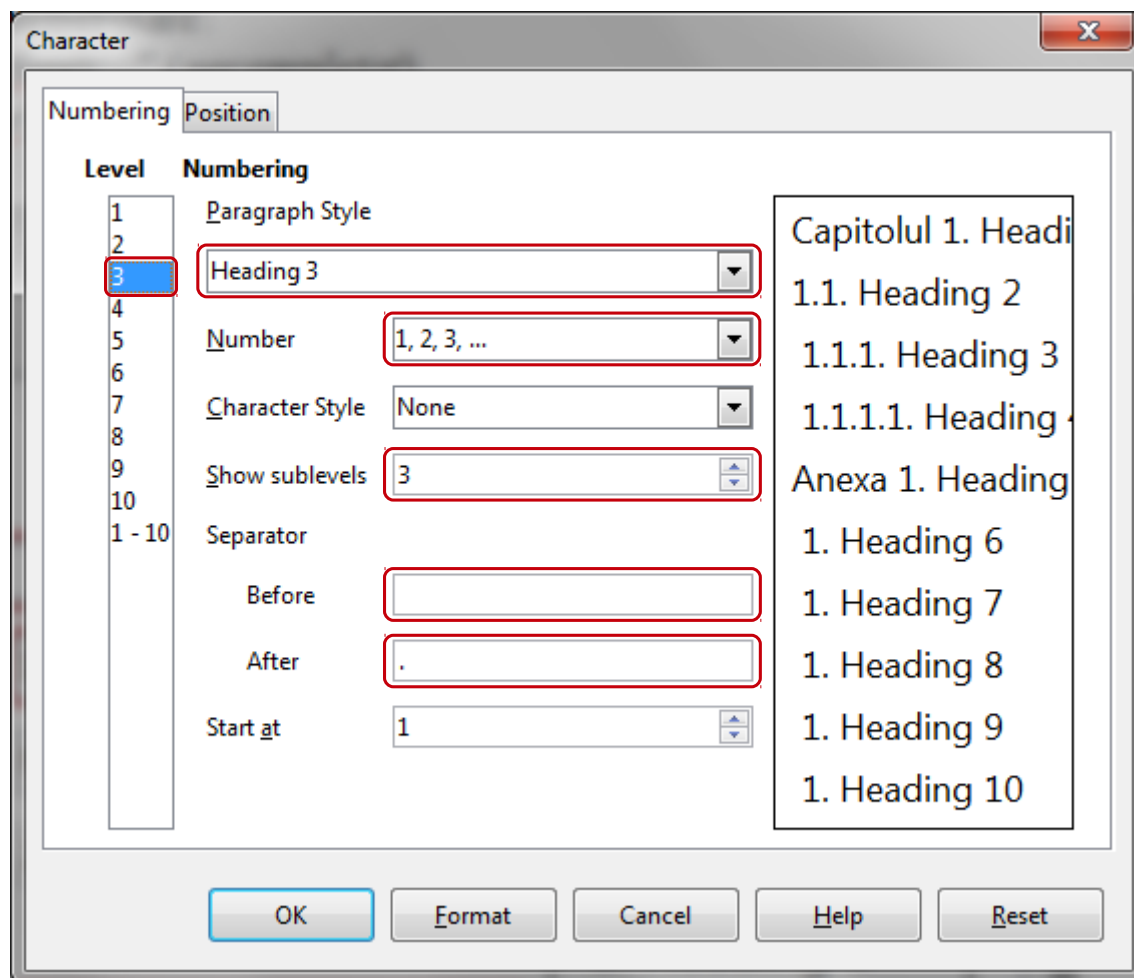 Character
Numbering Position
Level Numbering
1
2
3
4
5
6
7
8
9
10
1 - 10
Paragraph Style
Heading 3
Number 1, 2, 3, ...
Character Style None
Show sublevels 3
Separator
Before
After .
Start at 1
Capitolul 1. Headi
1.1. Heading 2
1.1.1. Heading 3
1.1.1.1. Heading
Anexa 1. Heading
1. Heading 6
1. Heading 7
1. Heading 8
1. Heading 9
1. Heading 10
OK Format Cancel Help Reset